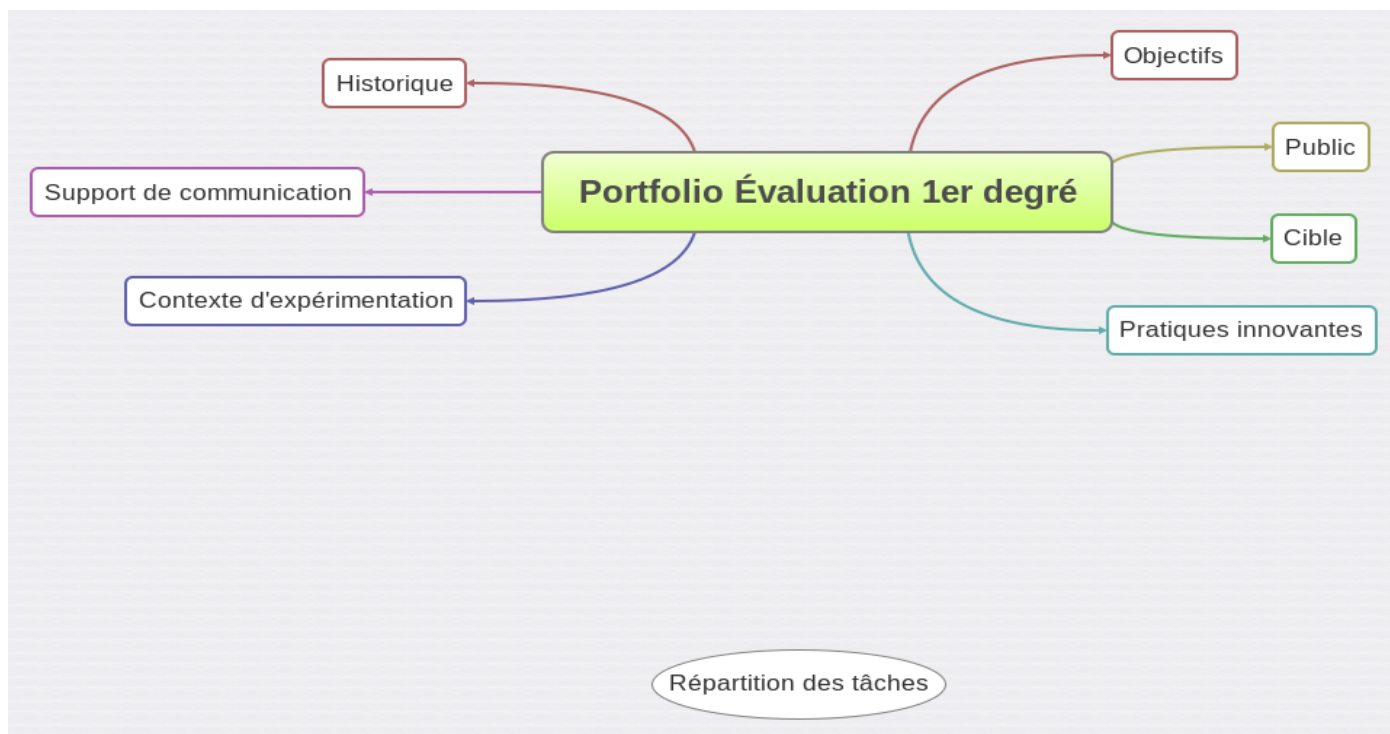 Objectifs
Historique
Public
Portfolio Évaluation 1er degré
Support de communication
Cible
Contexte d'expérimentation
Pratiques innovantes
Répartition des tâches